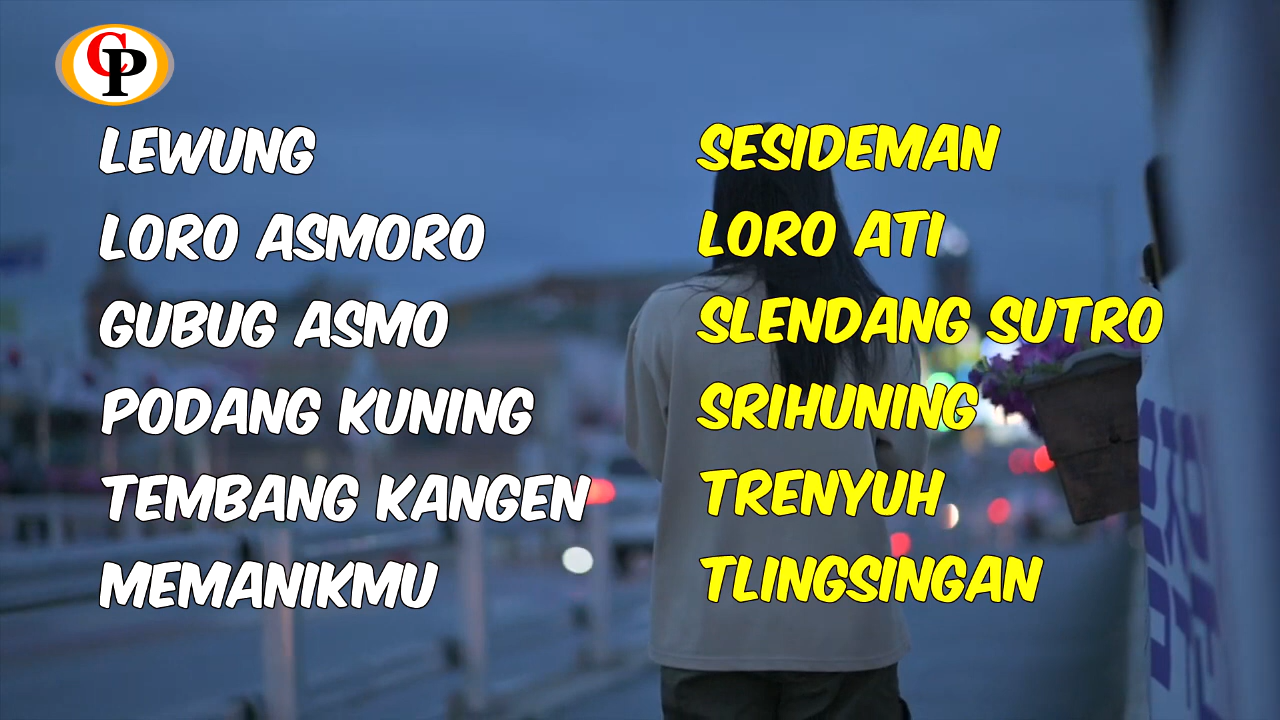 CP
LEWUNG
LORO ASMORO
GUBUG ASMO
PODANG KUNING
TEMBANG KANGEN
MEMANIKMU
SESIDEMAN
LORO ATI
SLENDANG SUTRO
SRIHUNING
TRENYUH
TLINGSINGAN